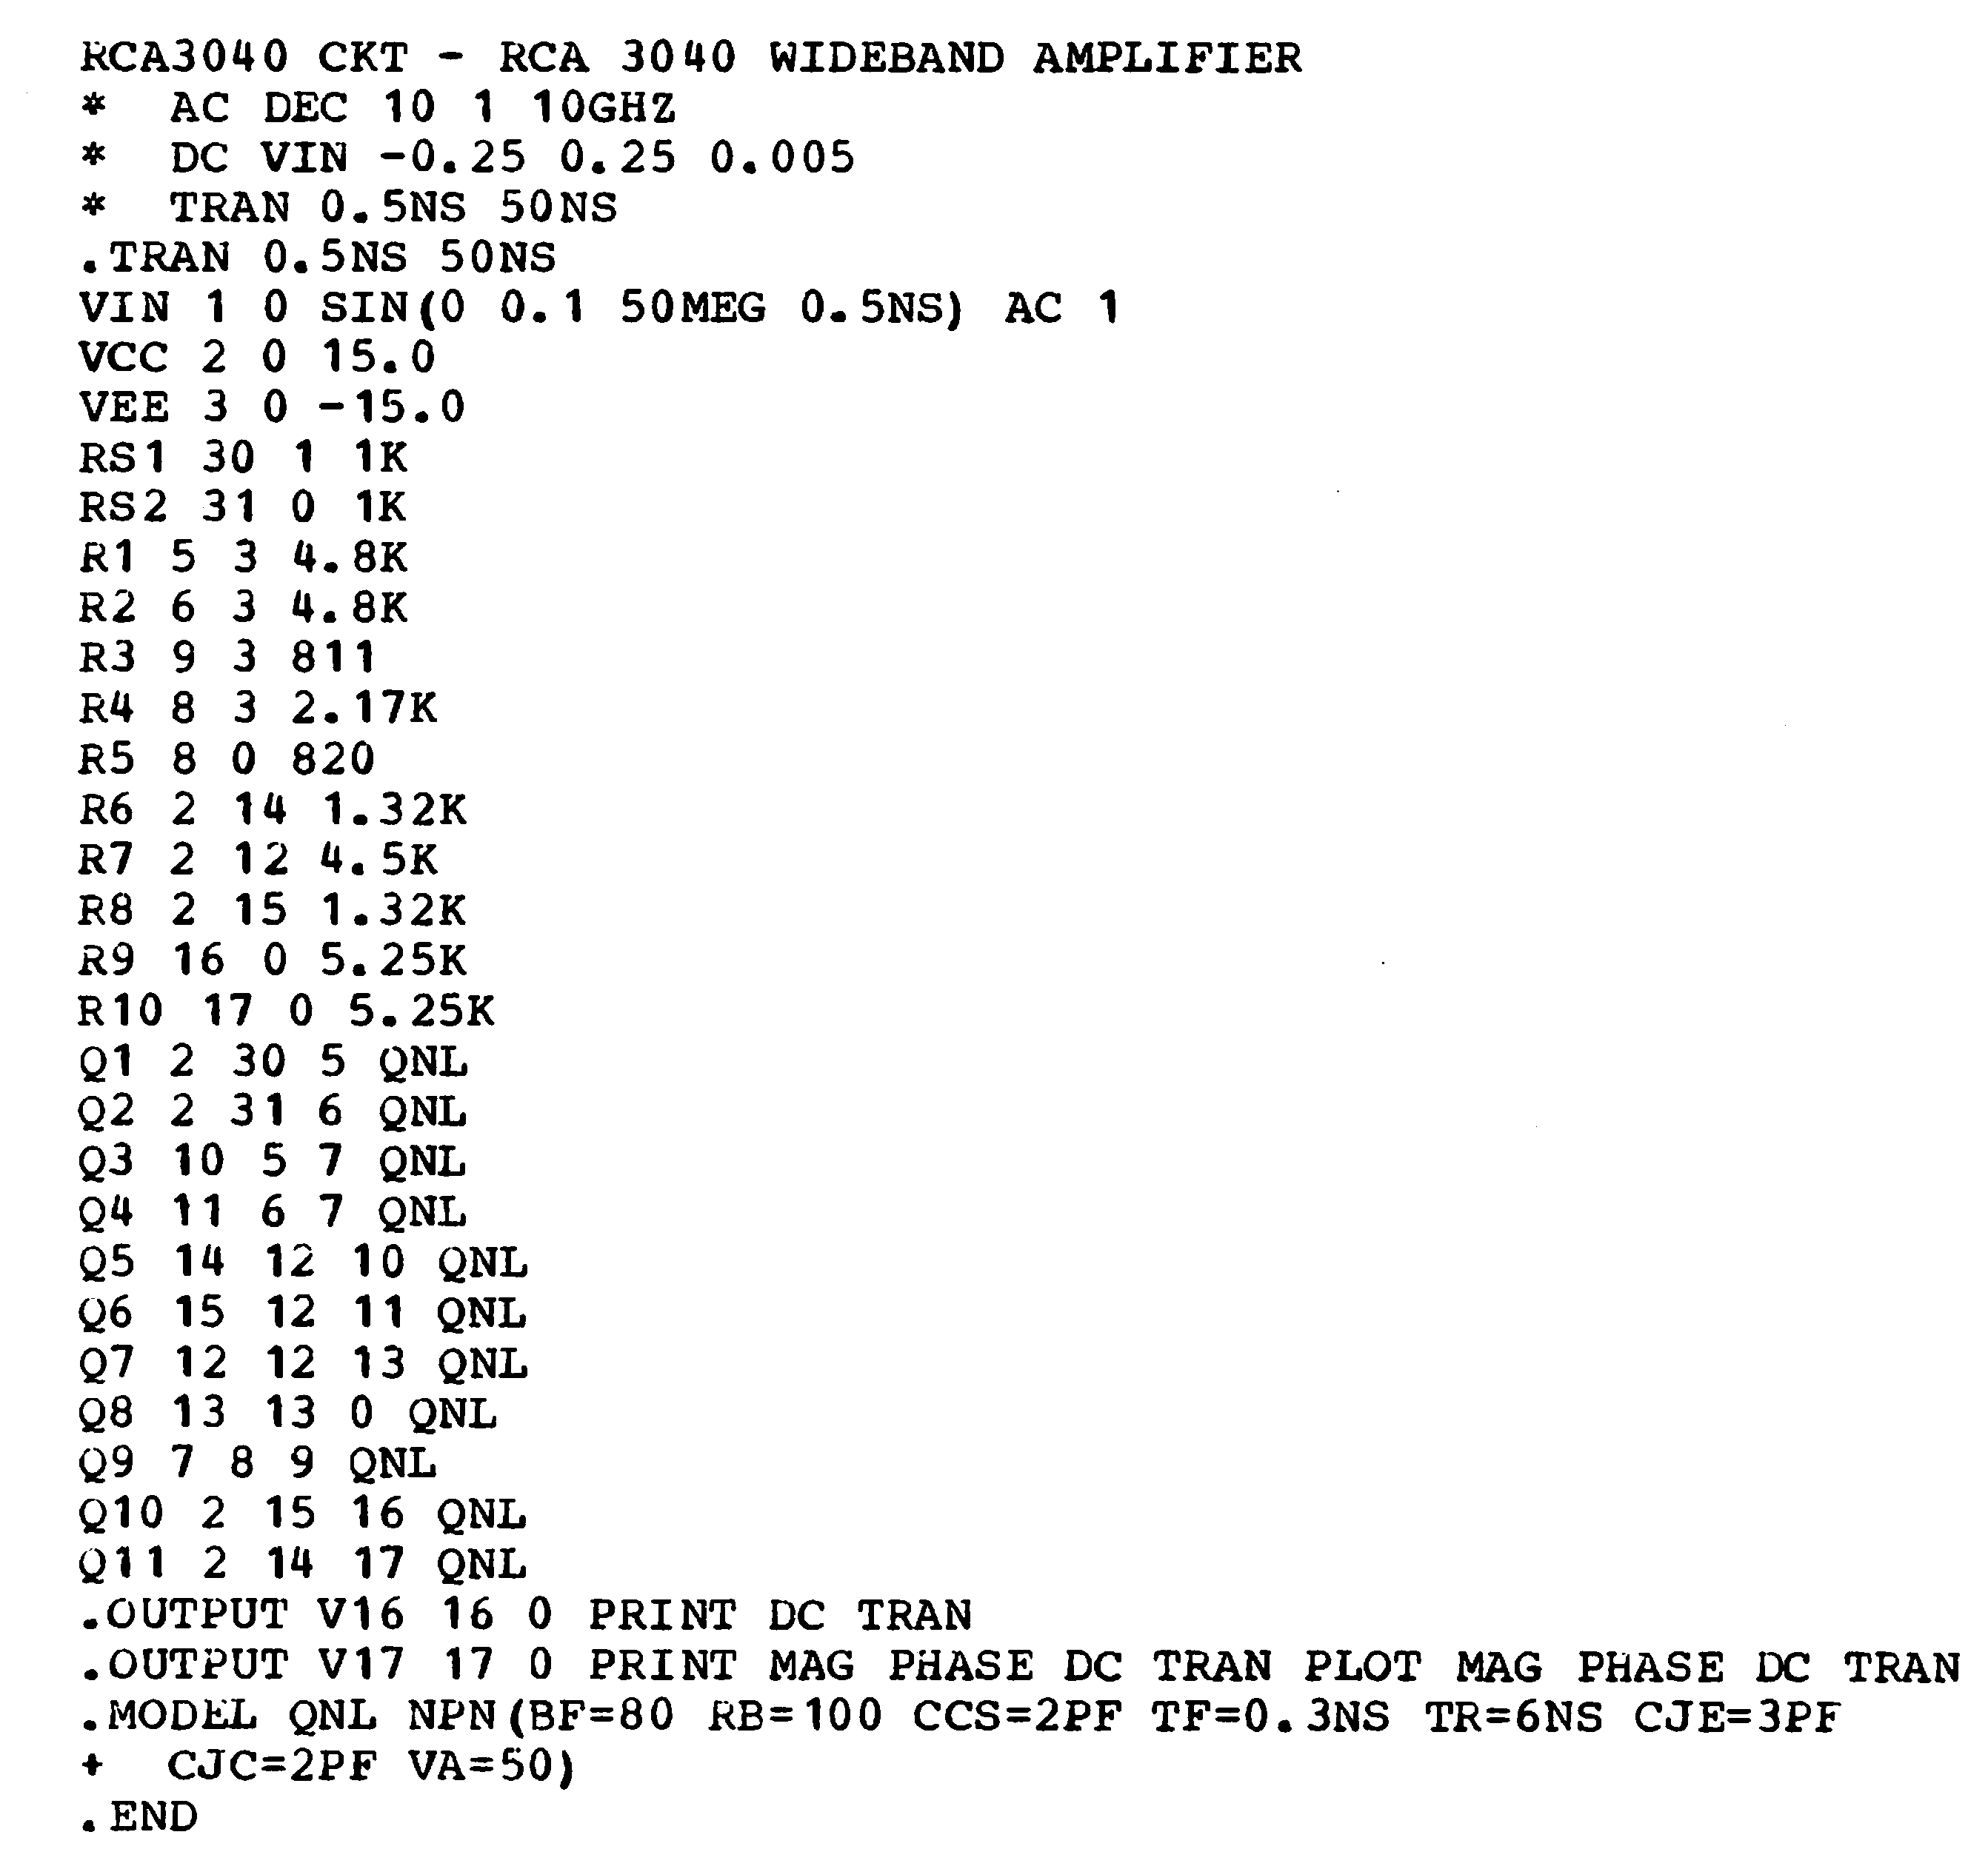 RCA3040 CKT - RCA 3040 WIDEBAND AMPLIFIER
*  AC DEC 10 1 10GHZ
*  DC VIN -0.25 0.25 0.005
*  TRAN 0.5NS 50NS
.TRAN 0.5NS 50NS
VIN 1 0 SIN(0 0.1 50MEG 0.5NS) AC 1
VCC 2 0 15.0
VEE 3 0 -15.0
RS1 30 1 1K
RS2 31 0 1K
R1 5 3 4.8K
R2 6 3 4.8K
R3 9 3 811
R4 8 3 2.17K
R5 8 0 820
R6 2 14 1.32K
R7 2 12 4.5K
R8 2 15 1.32K
R9 16 0 5.25K
R10 17 0 5.25K
Q1 2 30 5 QNL
Q2 2 31 6 QNL
Q3 10 5 7 QNL
Q4 11 6 7 QNL
Q5 14 12 10 QNL
Q6 15 12 11 QNL
Q7 12 12 13 QNL
Q8 13 13 0 QNL
Q9 7 8 9 QNL
Q10 2 15 16 QNL
Q11 2 14 17 QNL
.OUTPUT V16 16 0 PRINT DC TRAN
.OUTPUT V17 17 0 PRINT MAG PHASE DC TRAN PLOT MAG PHASE DC TRAN
.MODEL QNL NPN(BF=80 RB=100 CCS=2PF TF=0.3NS TR=6NS CJE=3PF
+  CJC=2PF VA=50)
.END